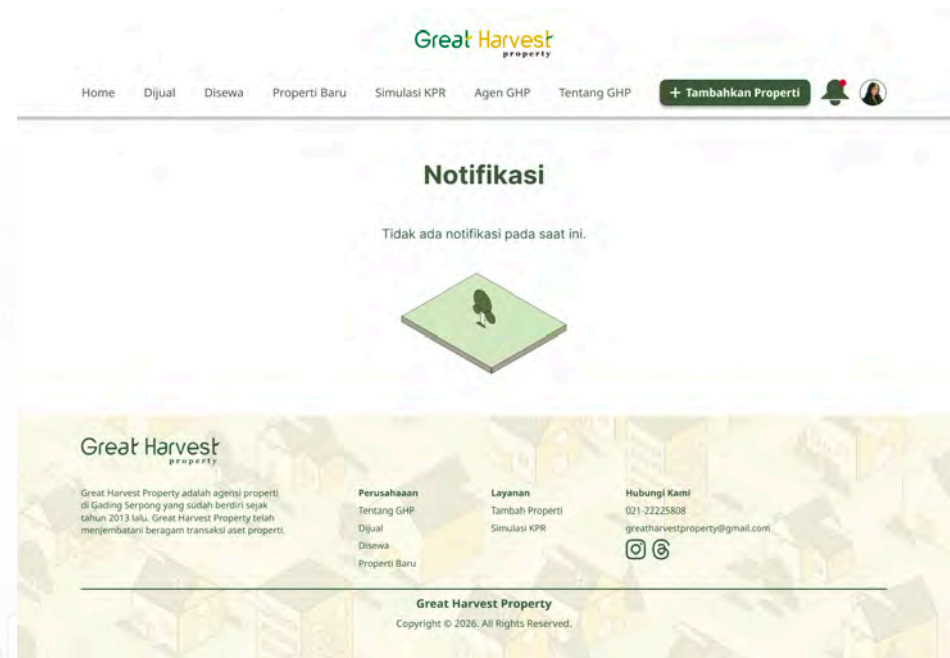 Great Harvest
property
Home Dijual Disewa Properti Baru Simulasi KPR Agen GHP Tentang GHP + Tambahkan Properti
Notifikasi
Tidak ada notifikasi pada saat ini.
Great Harvest
property
Great Harvest Property adalah agensi properti
di Gading Serpong yang sudah berdiri sejak
tahun 2013 lalu. Great Harvest Property telah
menjembatani beragam transaksi aset properti.
Perusahaaan
Tentang GHP
Dijual
Disewa
Properti Baru
Layanan
Tambah Properti
Simulasi KPR
Hubungi Kami
021-22225808
greatharvestproperty@gmail.com
Great Harvest Property
Copyright © 2026. All Rights Reserved.